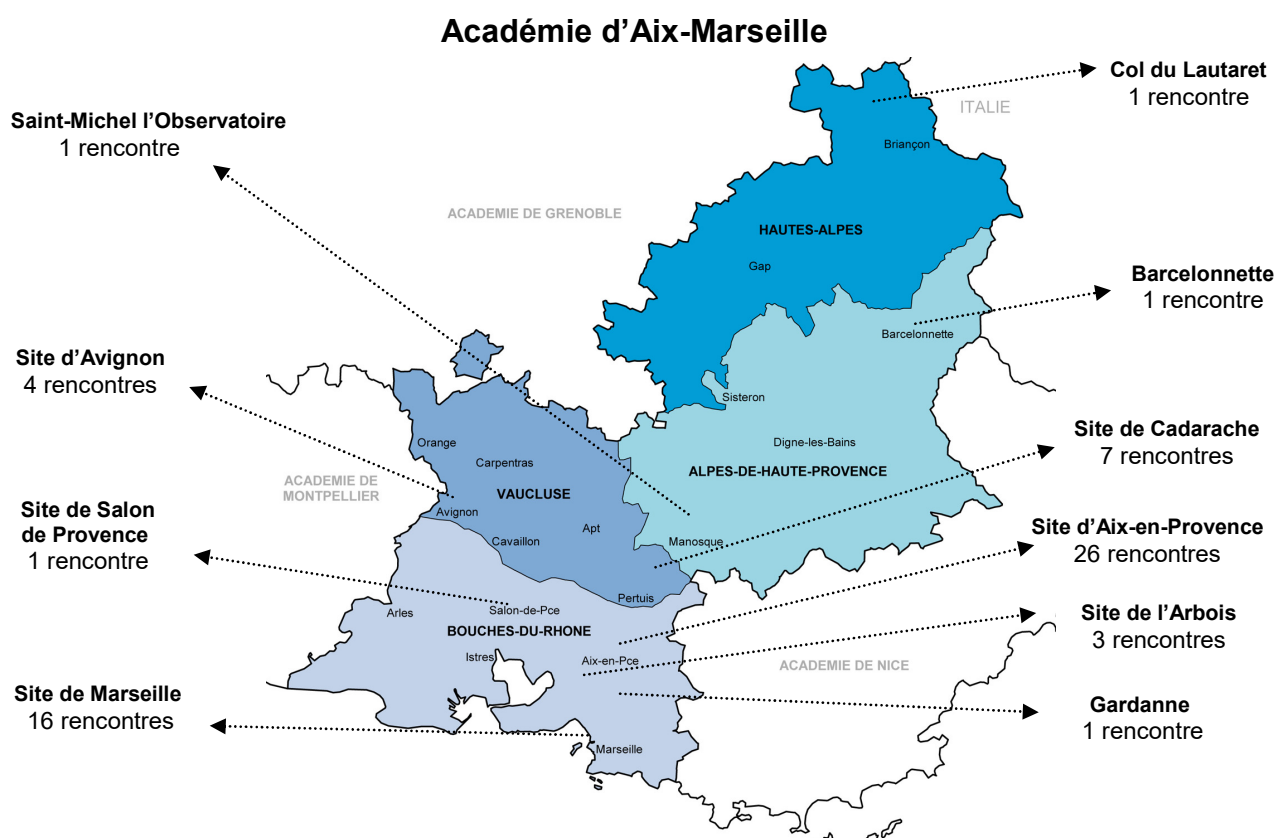 Académie d’Aix-Marseille
Saint-Michel l’Observatoire
1 rencontre
Site d’Avignon
4 rencontres
Site de Salon
de Provence
1 rencontre
Site de Marseille
16 rencontres
Col du Lautaret
1 rencontre
Barcelonnette
1 rencontre
Site de Cadarache
7 rencontres
Site d’Aix-en-Provence
26 rencontres
Site de l’Arbois
3 rencontres
Gardanne
1 rencontre
ITALIE
Briançon
ACADEMIE DE GRENOBLE
HAUTES-ALPES
Gap
Barcelonnette
Sisteron
Digne-les-Bains
ALPES-DE-HAUTE-PROVENCE
Manosque
Orange
Carpentras
ACADEMIE DE
MONTPELLIER
VAUCLUSE
Avignon
Apt
Cavaillon
Pertuis
Arles
Salon-de-Pce
BOUCHES-DU-RHONE
Istres
Aix-en-Pce
ACADEMIE DE NICE
Marseille